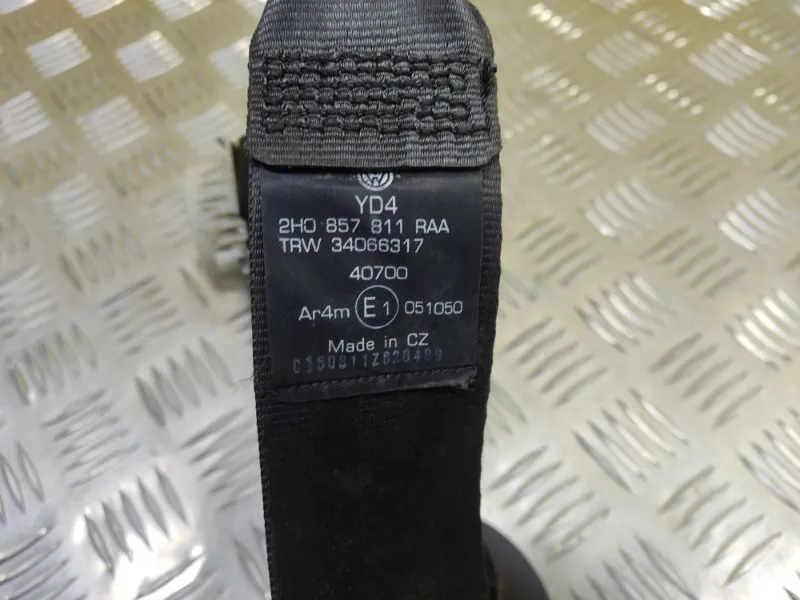 YD4
2H0 857 811 RAA
TRW 34066317
40700
Ar4m E1 051050
Made in CZ